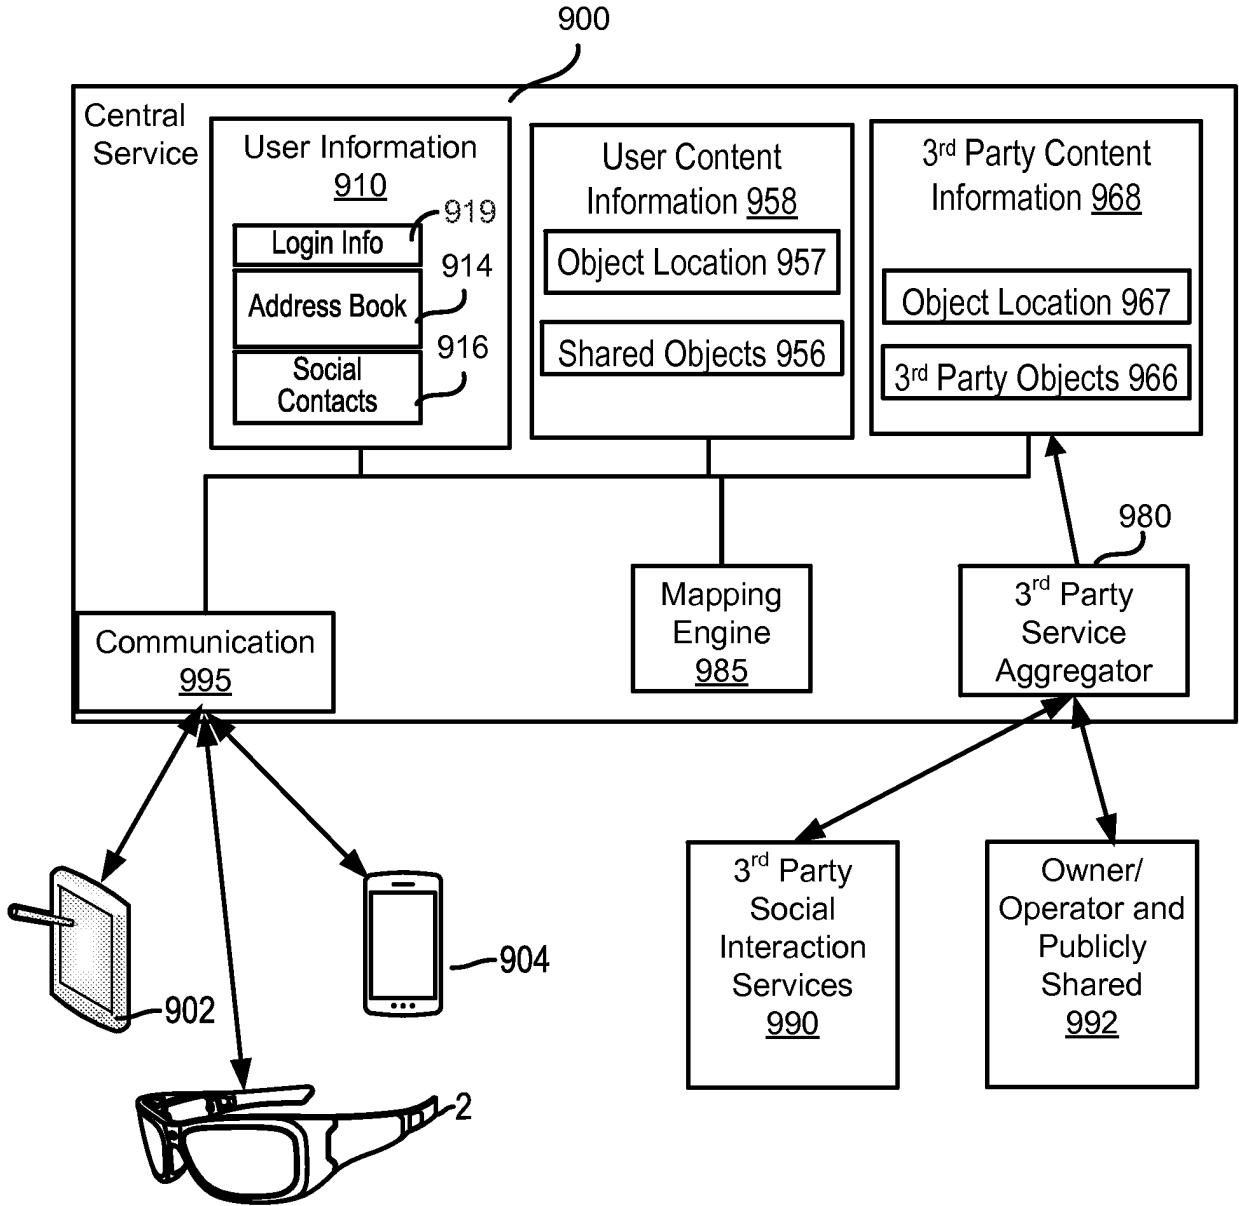 900
Central
Service
User Information
910
919
Login Info
914
Address Book
916
Social
Contacts
User Content
Information 958
Object Location 957
Shared Objects 956
3rd Party Content
Information 968
Object Location 967
3rd Party Objects 966
980
Communication
995
Mapping
Engine
985
3rd Party
Service
Aggregator
902
904
2
3rd Party
Social
Interaction
Services
990
Owner/
Operator and
Publicly
Shared
992